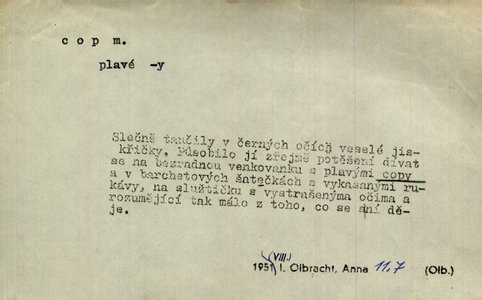 c o p m.
plavé -y
Slečně tančily v černých očích veselé jis-
křičky. Působilo jí zřejmě potěšení dívat
se na bezradnou venkovanku s plavými copy
a v barchetových šatečkách s vykasanými ru-
kávy, na služtičku s vystrašenýma očima a
rozumějící tak málo z toho, co se s ní dě-
je.
VIII.
1951 I. Olbracht, Anna 11.7 (Olb.)